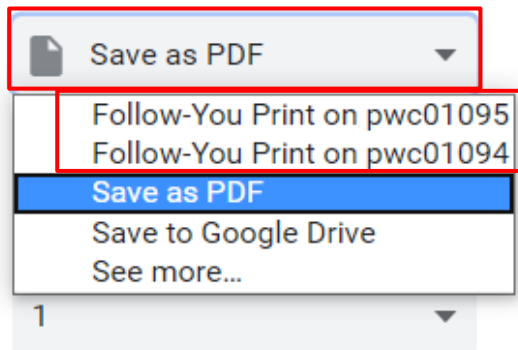 Save as PDF
Follow-You Print on pwc01095
Follow-You Print on pwc01094
Save as PDF
Save to Google Drive
See more...
1